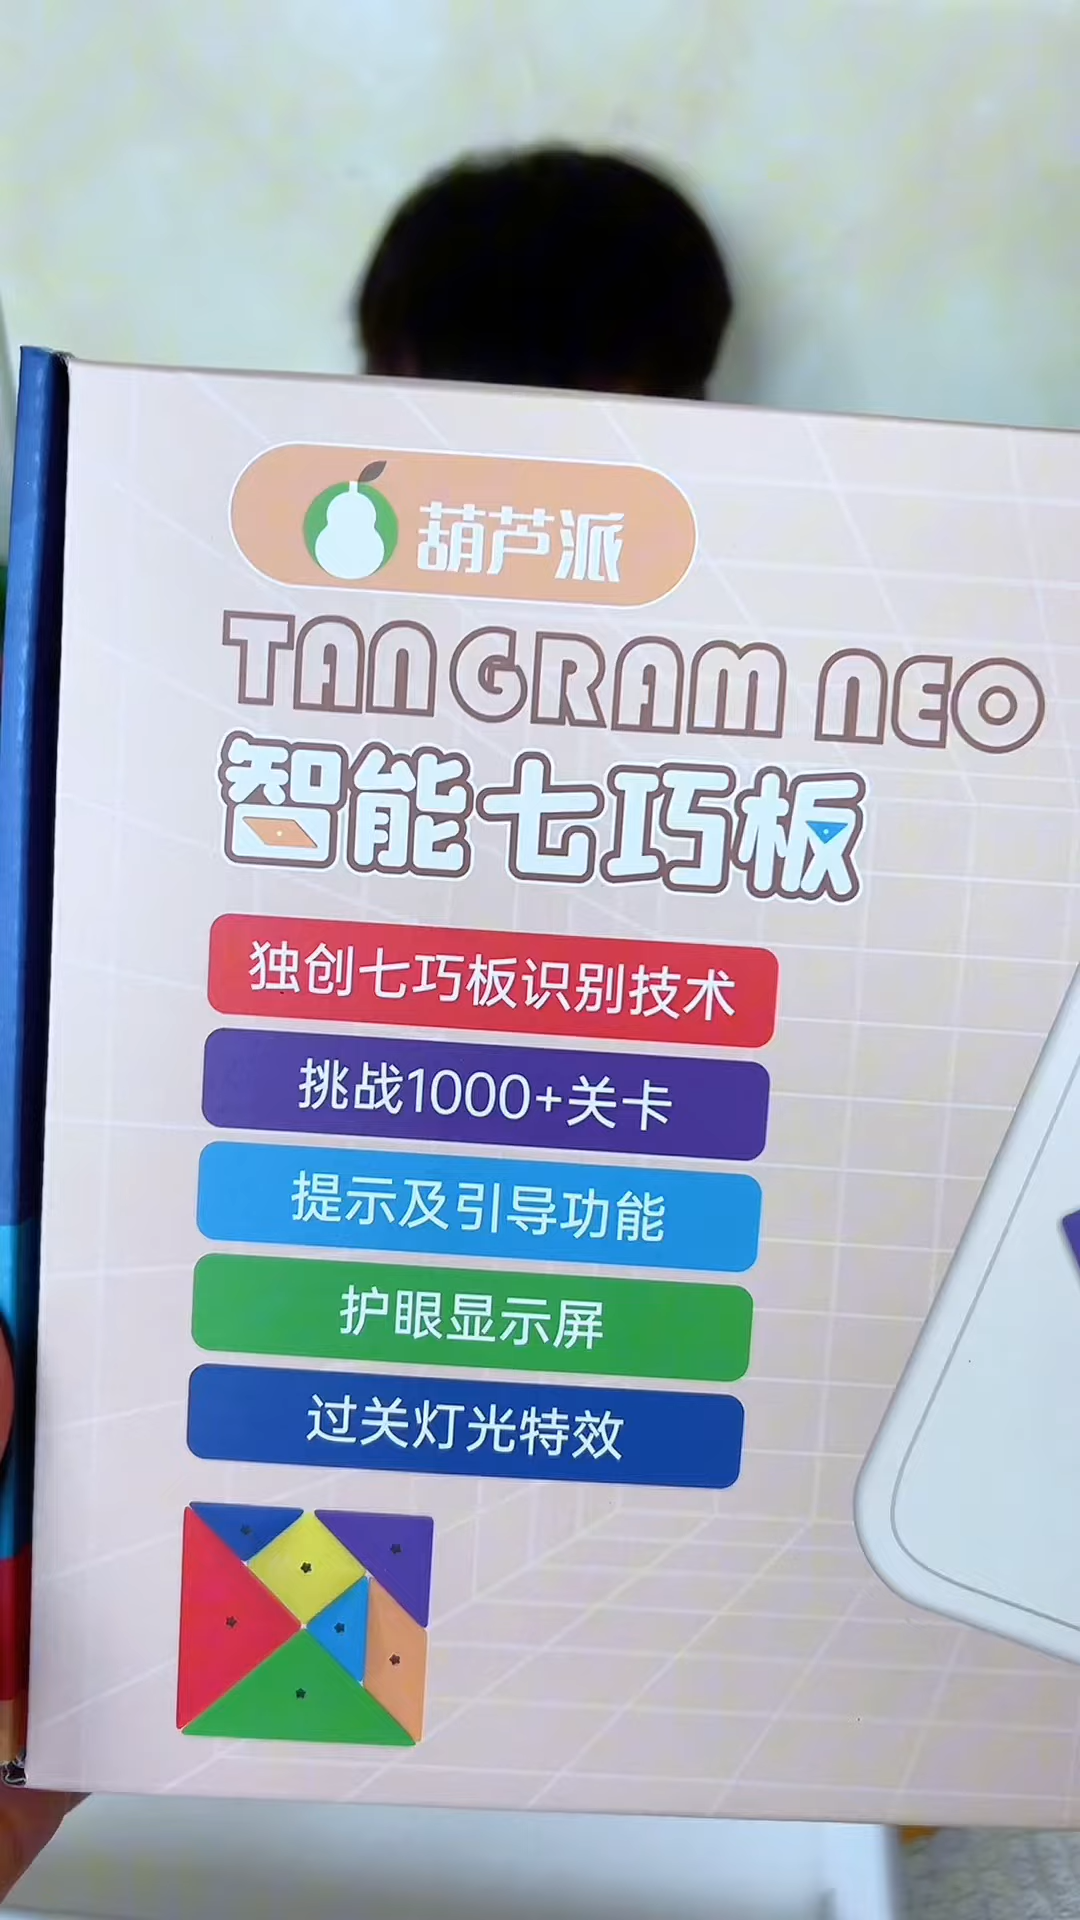 葫芦派
TANGRAM NEO
智能七巧板
独创七巧板识别技术
挑战1000+关卡
提示及引导功能
护眼显示屏
过关灯光特效